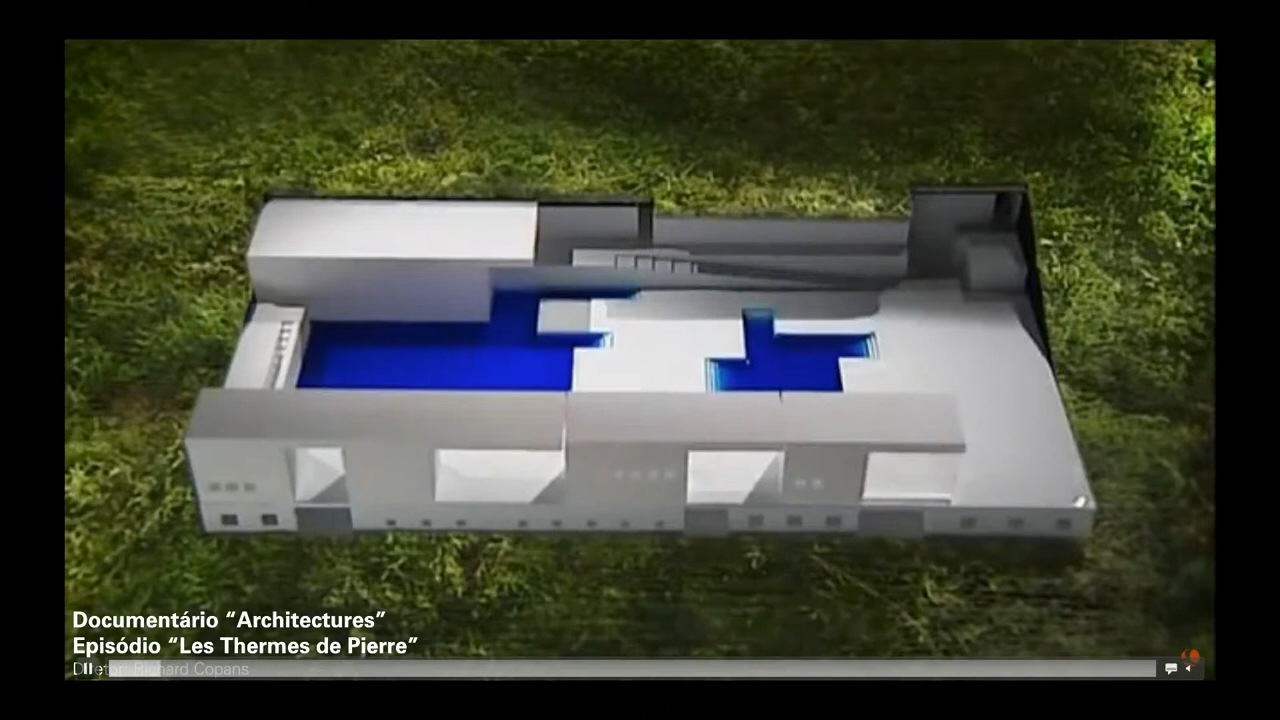 Documentário “Architectures”
Episódio “Les Thermes de Pierre”
Diretor: Richard Copans